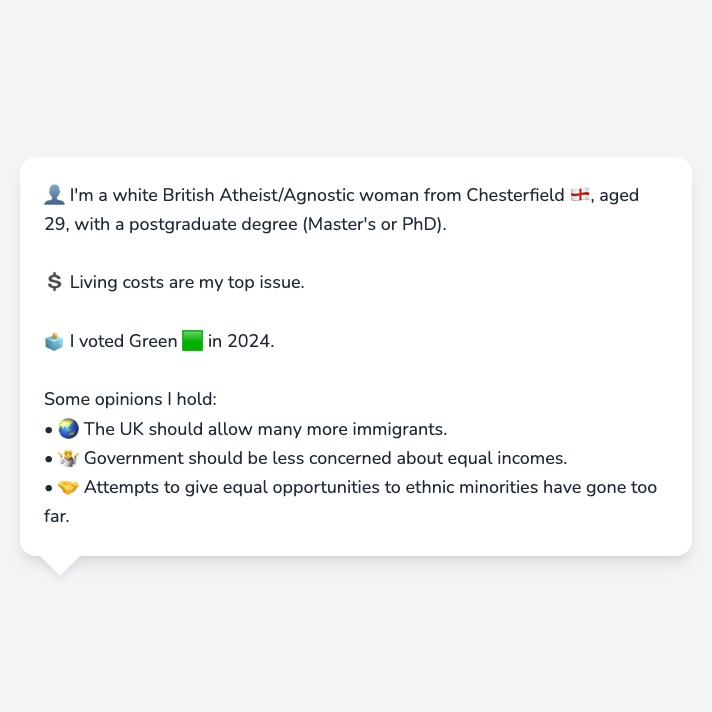 👤 I'm a white British Atheist/Agnostic woman from Chesterfield 🏴󠁧󠁢󠁥󠁮󠁧󠁿, aged
29, with a postgraduate degree (Master's or PhD).
💲 Living costs are my top issue.
🗳️ I voted Green 🟩 in 2024.
Some opinions I hold:
• 🌏 The UK should allow many more immigrants.
• 🤷 Government should be less concerned about equal incomes.
• 🤝 Attempts to give equal opportunities to ethnic minorities have gone too
far.